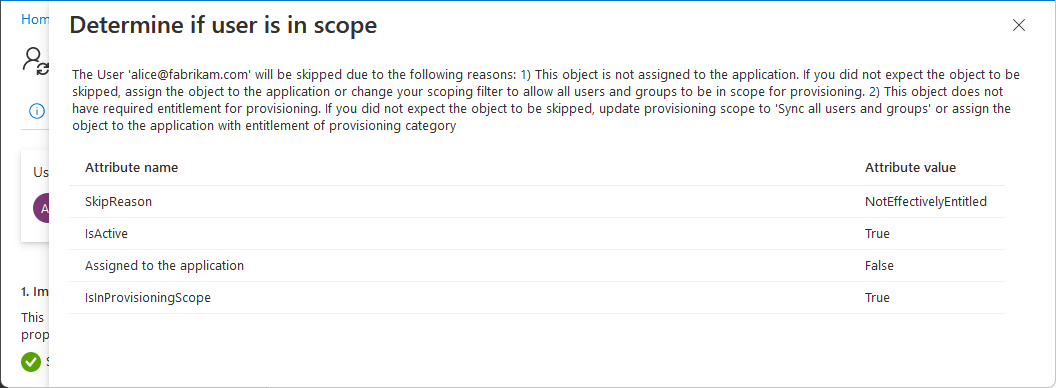 Hom
Determine if user is in scope
The User 'alice@fabrikam.com' will be skipped due to the following reasons: 1) This object is not assigned to the application. If you did not expect the object to be
skipped, assign the object to the application or change your scoping filter to allow all users and groups to be in scope for provisioning. 2) This object does not
have required entitlement for provisioning. If you did not expect the object to be skipped, update provisioning scope to 'Sync all users and groups' or assign the
object to the application with entitlement of provisioning category
Us
A
Attribute name Attribute value
SkipReason NotEffectivelyEntitled
IsActive True
Assigned to the application False
IsInProvisioningScope True
1. Im
This
prop
S